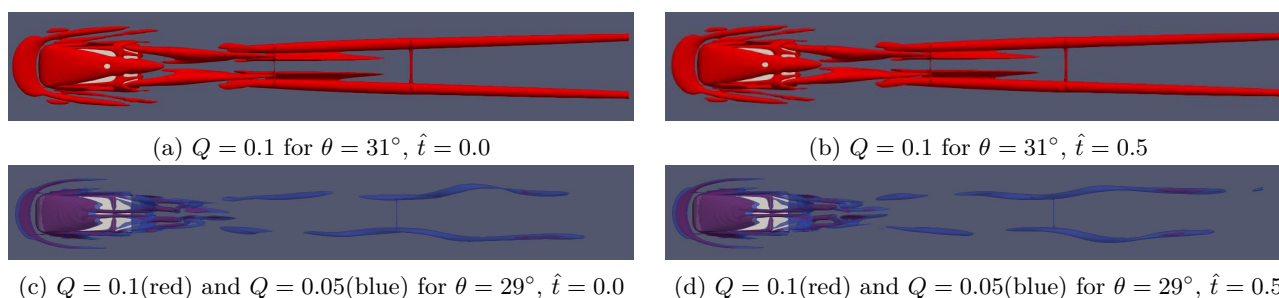 (a) Q = 0.1 for θ = 31°, t̂ = 0.0
(b) Q = 0.1 for θ = 31°, t̂ = 0.5
(c) Q = 0.1(red) and Q = 0.05(blue) for θ = 29°, t̂ = 0.0
(d) Q = 0.1(red) and Q = 0.05(blue) for θ = 29°, t̂ = 0.5